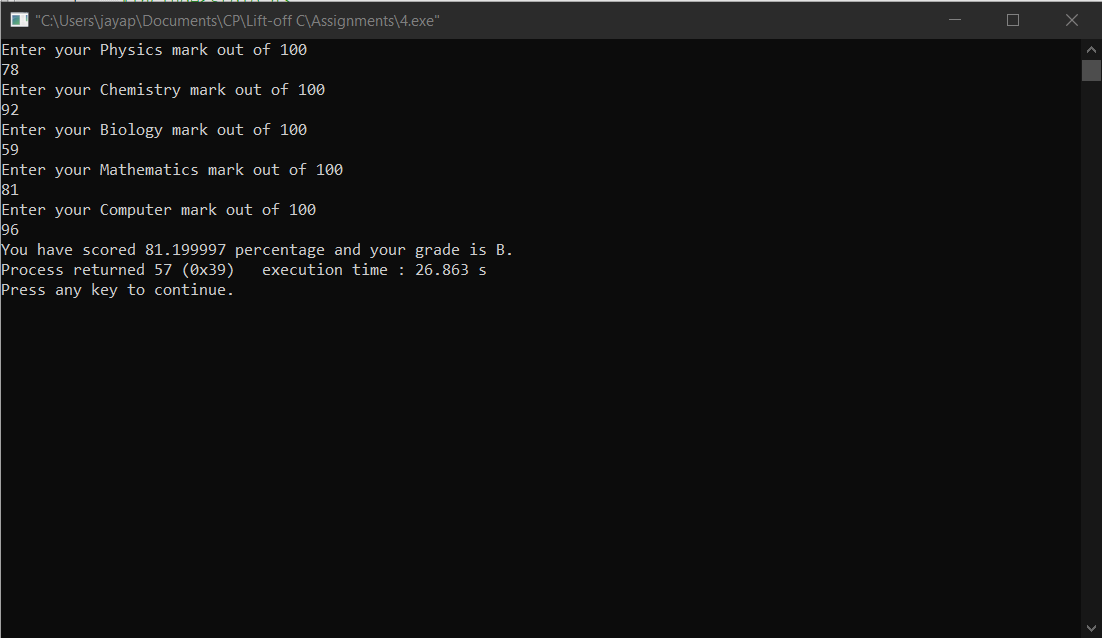 "C:\Users\jayap\Documents\CP\Lift-off C\Assignments\4.exe"
Enter your Physics mark out of 100
78
Enter your Chemistry mark out of 100
92
Enter your Biology mark out of 100
59
Enter your Mathematics mark out of 100
81
Enter your Computer mark out of 100
96
You have scored 81.199997 percentage and your grade is B.
Process returned 57 (0x39)   execution time : 26.863 s
Press any key to continue.